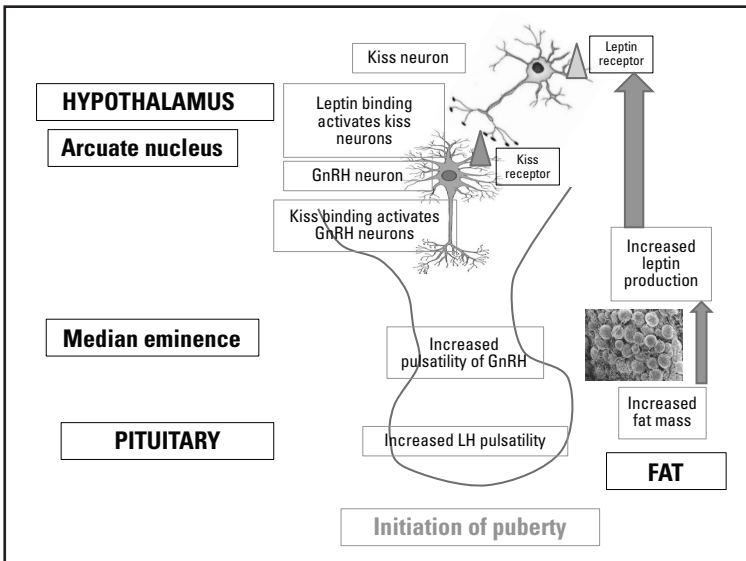 Kiss neuron
Leptin
receptor
HYPOTHALAMUS
Leptin binding
activates kiss
neurons
Arcuate nucleus
Kiss
receptor
GnRH neuron
Kiss binding activates
GnRH neurons
Increased
leptin
production
Median eminence
Increased
pulsatility of GnRH
Increased
fat mass
PITUITARY
Increased LH pulsatility
FAT
Initiation of puberty